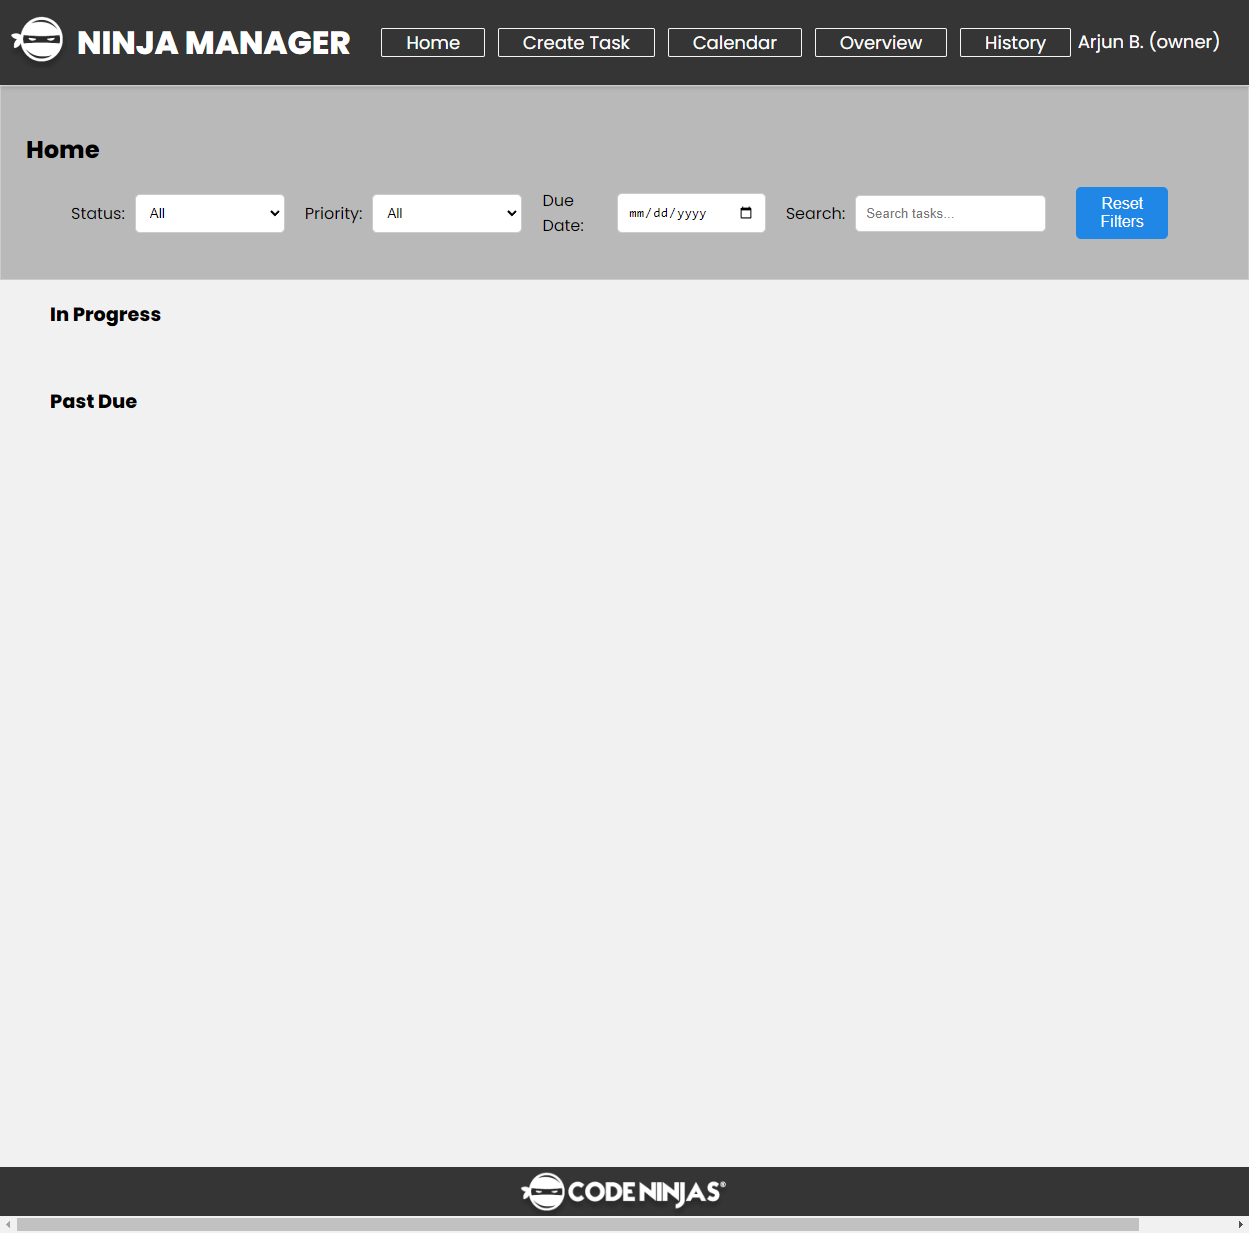 NINJA MANAGER
Home
Create Task
Calendar
Overview
History
Arjun B. (owner)
Home
Status:
All
Priority:
All
Due
Date:
mm/dd/yyyy
Search:
Search tasks...
Reset
Filters
In Progress
Past Due
CODE NINJAS®